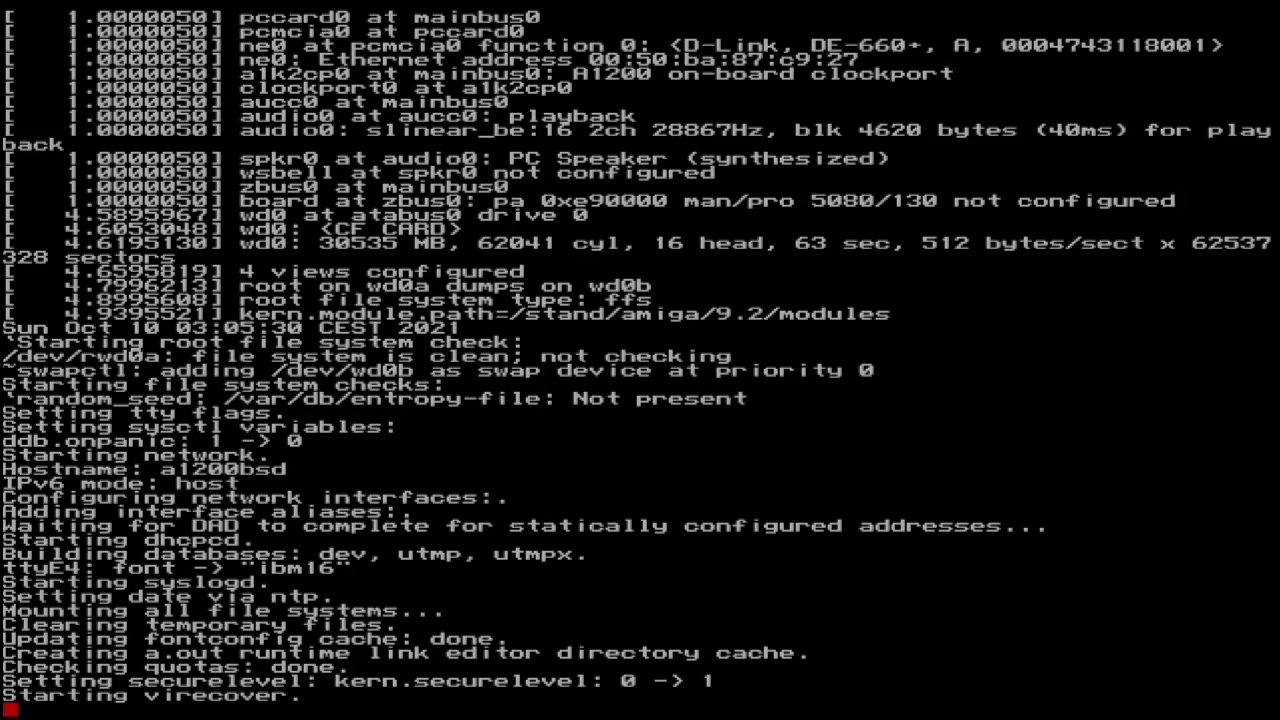 [   1.0000050] pccard0 at mainbus0
[   1.0000050] pcmcia0 at pccard0
[   1.0000050] ne0 at pcmcia0 function 0: <D-Link, DE-660+, A, 0004743118001>
[   1.0000050] ne0: Ethernet address 00:50:ba:87:c9:27
[   1.0000050] a1k2cp0 at mainbus0: A1200 on-board clockport
[   1.0000050] clockport0 at a1k2cp0
[   1.0000050] aucc0 at mainbus0
[   1.0000050] audio0 at aucc0: playback
[   1.0000050] audio0: slinear_be:16 2ch 28867Hz, blk 4620 bytes (40ms) for play
back
[   1.0000050] spkr0 at audio0: PC Speaker (synthesized)
[   1.0000050] wsbell at spkr0 not configured
[   1.0000050] zbus0 at mainbus0
[   1.0000050] board at zbus0: pa 0xe90000 man/pro 5080/130 not configured
[   4.5895967] wd0 at atabus0 drive 0
[   4.6053048] wd0: <CF CARD>
[   4.6195130] wd0: 30535 MB, 62041 cyl, 16 head, 63 sec, 512 bytes/sect x 62537
328 sectors
[   4.6595819] 4 views configured
[   4.7996213] root on wd0a dumps on wd0b
[   4.8995608] root file system type: ffs
[   4.9395521] kern.module.path=/stand/amiga/9.2/modules
Sun Oct 10 03:05:30 CEST 2021
`Starting root file system check:
/dev/rwd0a: file system is clean; not checking
~swapctl: adding /dev/wd0b as swap device at priority 0
Starting file system checks:
`random_seed: /var/db/entropy-file: Not present
Setting tty flags.
Setting sysctl variables:
ddb.onpanic: 1 -> 0
Starting network.
Hostname: a1200bsd
IPv6 mode: host
Configuring network interfaces:.
Adding interface aliases:.
Waiting for DAD to complete for statically configured addresses...
Starting dhcpcd.
Building databases: dev, utmp, utmpx.
ttyE4: font -> "ibm16"
Starting syslogd.
Setting date via ntp.
Mounting all file systems...
Clearing temporary files.
Updating fontconfig cache: done.
Creating a.out runtime link editor directory cache.
Checking quotas: done.
Setting securelevel: kern.securelevel: 0 -> 1
Starting virecover.